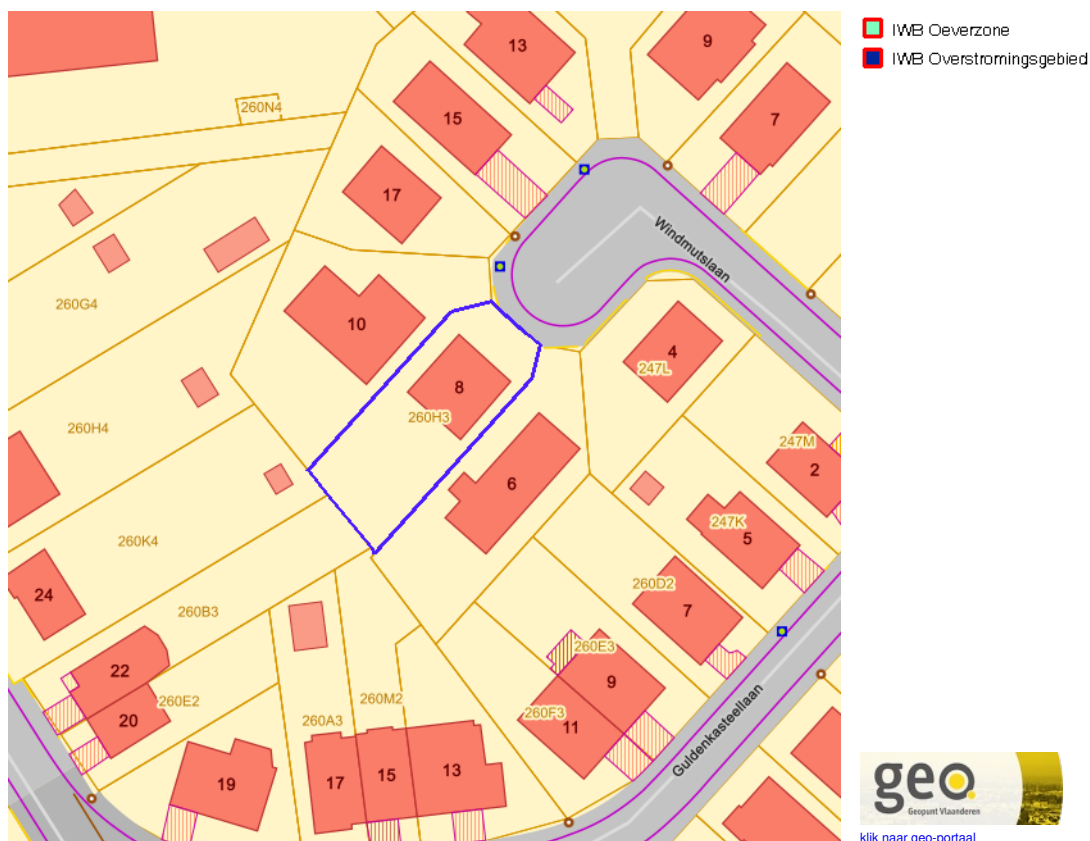 13
9
IWB Oeverzone
IWB Overstromingsgebied
260N4
15
7
17
Windmutslaan
260G4
10
4
247L
8
260H3
260H4
247M
2
6
247K
5
260K4
24
260D2
7
260B3
22
260E3
9
260E2
20
260M2
260A3
260F3
11
Guldenkasteellaan
19
17
15
13
geo
Geopunt Vlaanderen
klik naar geo-portaal